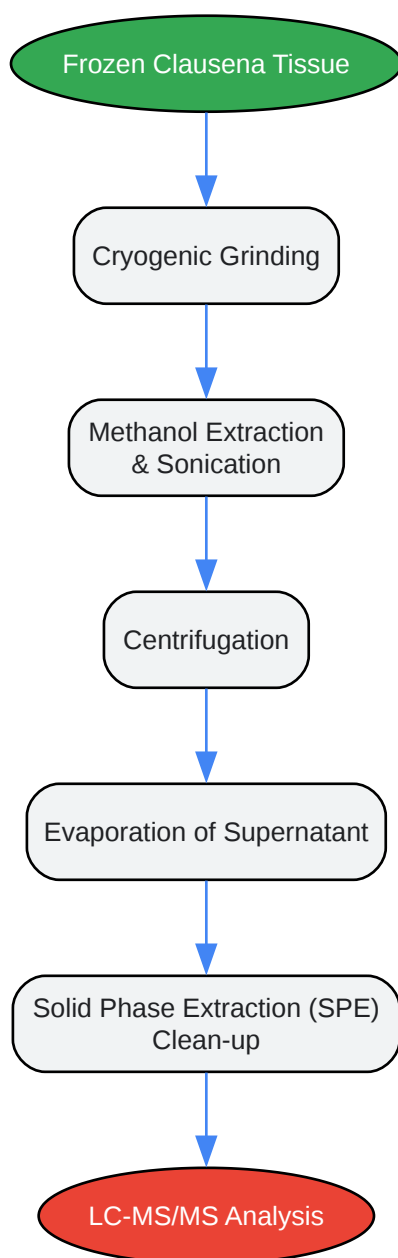 Frozen Clausena Tissue
Cryogenic Grinding
Methanol Extraction
& Sonication
Centrifugation
Evaporation of Supernatant
Solid Phase Extraction (SPE)
Clean-up
LC-MS/MS Analysis